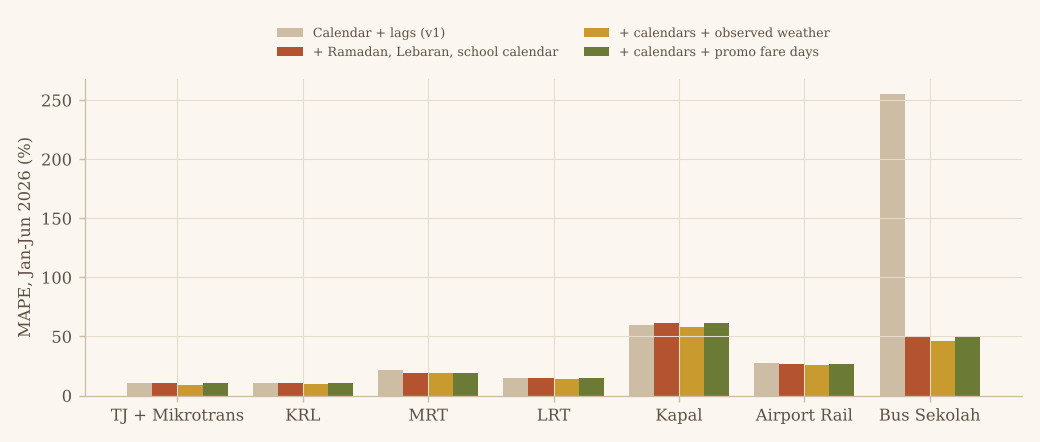 Calendar + lags (v1)
+ Ramadan, Lebaran, school calendar
+ calendars + observed weather
+ calendars + promo fare days
MAPE, Jan-Jun 2026 (%)
250
200
150
100
50
0
TJ + Mikrotrans
KRL
MRT
LRT
Kapal
Airport Rail
Bus Sekolah